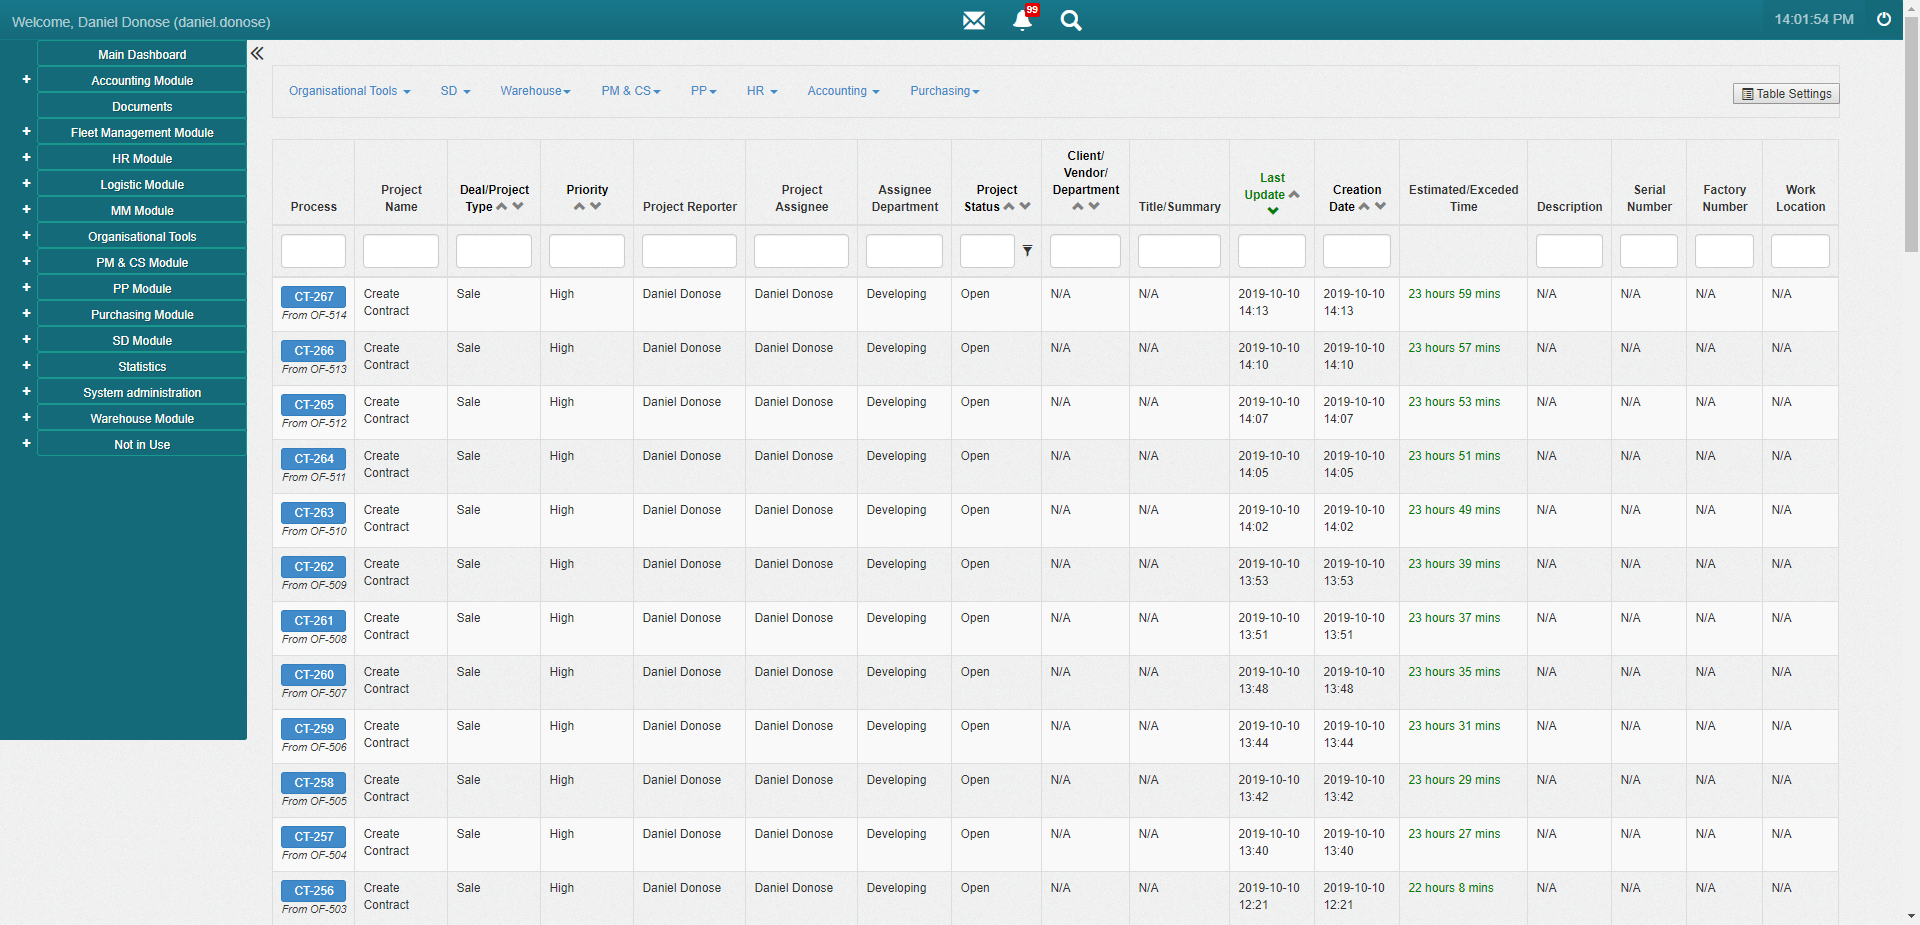 Welcome, Daniel Donose (daniel.donose)
99
14:01:54 PM
Main Dashboard
Accounting Module
Documents
Fleet Management Module
HR Module
Logistic Module
MM Module
Organisational Tools
PM & CS Module
PP Module
Purchasing Module
SD Module
Statistics
System administration
Warehouse Module
Not in Use
Organisational Tools SD Warehouse PM & CS PP HR Accounting Purchasing
Table Settings
Process
Project
Name
Deal/Project
Type
Priority
Project Reporter
Project
Assignee
Assignee
Department
Project
Status
Client/
Vendor/
Department
Title/Summary
Last
Update
Creation
Date
Estimated/Exceded
Time
Description
Serial
Number
Factory
Number
Work
Location
CT-267 Create Sale High Daniel Donose Daniel Donose Developing Open N/A N/A 2019-10-10 2019-10-10 23 hours 59 mins N/A N/A N/A N/A
From OF-514 Contract 14:13 14:13
CT-266 Create Sale High Daniel Donose Daniel Donose Developing Open N/A N/A 2019-10-10 2019-10-10 23 hours 57 mins N/A N/A N/A N/A
From OF-513 Contract 14:10 14:10
CT-265 Create Sale High Daniel Donose Daniel Donose Developing Open N/A N/A 2019-10-10 2019-10-10 23 hours 53 mins N/A N/A N/A N/A
From OF-512 Contract 14:07 14:07
CT-264 Create Sale High Daniel Donose Daniel Donose Developing Open N/A N/A 2019-10-10 2019-10-10 23 hours 51 mins N/A N/A N/A N/A
From OF-511 Contract 14:05 14:05
CT-263 Create Sale High Daniel Donose Daniel Donose Developing Open N/A N/A 2019-10-10 2019-10-10 23 hours 49 mins N/A N/A N/A N/A
From OF-510 Contract 14:02 14:02
CT-262 Create Sale High Daniel Donose Daniel Donose Developing Open N/A N/A 2019-10-10 2019-10-10 23 hours 39 mins N/A N/A N/A N/A
From OF-509 Contract 13:53 13:53
CT-261 Create Sale High Daniel Donose Daniel Donose Developing Open N/A N/A 2019-10-10 2019-10-10 23 hours 37 mins N/A N/A N/A N/A
From OF-508 Contract 13:51 13:51
CT-260 Create Sale High Daniel Donose Daniel Donose Developing Open N/A N/A 2019-10-10 2019-10-10 23 hours 35 mins N/A N/A N/A N/A
From OF-507 Contract 13:48 13:48
CT-259 Create Sale High Daniel Donose Daniel Donose Developing Open N/A N/A 2019-10-10 2019-10-10 23 hours 31 mins N/A N/A N/A N/A
From OF-506 Contract 13:44 13:44
CT-258 Create Sale High Daniel Donose Daniel Donose Developing Open N/A N/A 2019-10-10 2019-10-10 23 hours 29 mins N/A N/A N/A N/A
From OF-505 Contract 13:42 13:42
CT-257 Create Sale High Daniel Donose Daniel Donose Developing Open N/A N/A 2019-10-10 2019-10-10 23 hours 27 mins N/A N/A N/A N/A
From OF-504 Contract 13:40 13:40
CT-256 Create Sale High Daniel Donose Daniel Donose Developing Open N/A N/A 2019-10-10 2019-10-10 22 hours 8 mins N/A N/A N/A N/A
From OF-503 Contract 12:21 12:21